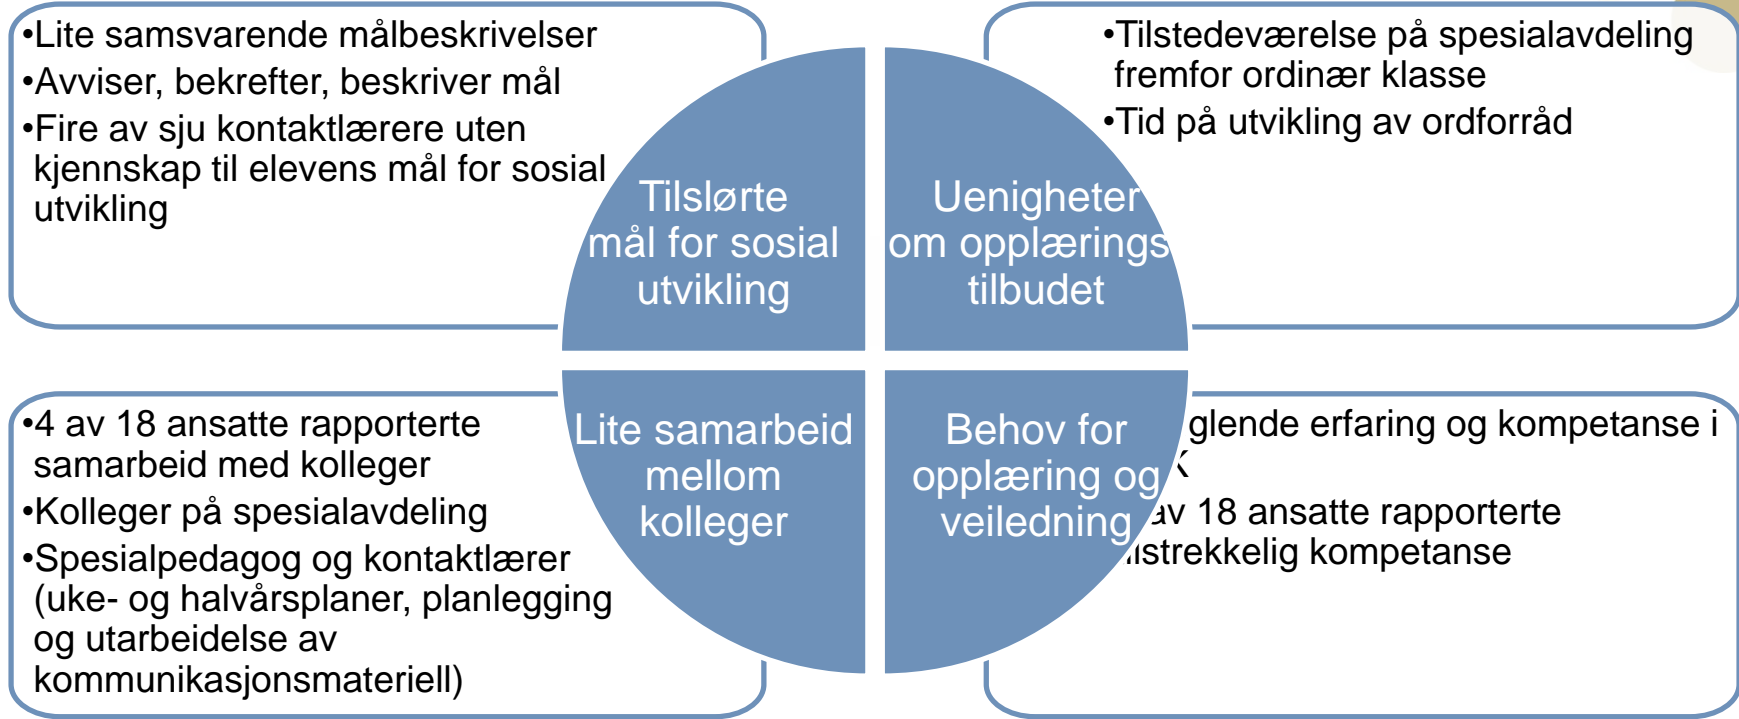 •Lite samsvarende målbeskrivelser
•Avviser, bekrefter, beskriver mål
•Fire av sju kontaktlærere uten
kjennskap til elevens mål for sosial
utvikling
Tilslørte
mål for sosial
utvikling
•Tilstedeværelse på spesialavdeling
fremfor ordinær klasse
•Tid på utvikling av ordforråd
Uenigheter
om opplærings
tilbudet
•4 av 18 ansatte rapporterte
samarbeid med kolleger
•Kolleger på spesialavdeling
•Spesialpedagog og kontaktlærer
(uke- og halvårsplaner, planlegging
og utarbeidelse av
kommunikasjonsmateriell)
Lite samarbeid
mellom
kolleger
Behov for
opplæring og
veiledning
erfaring og kompetanse i
av 18 ansatte rapporterte
kompetanse